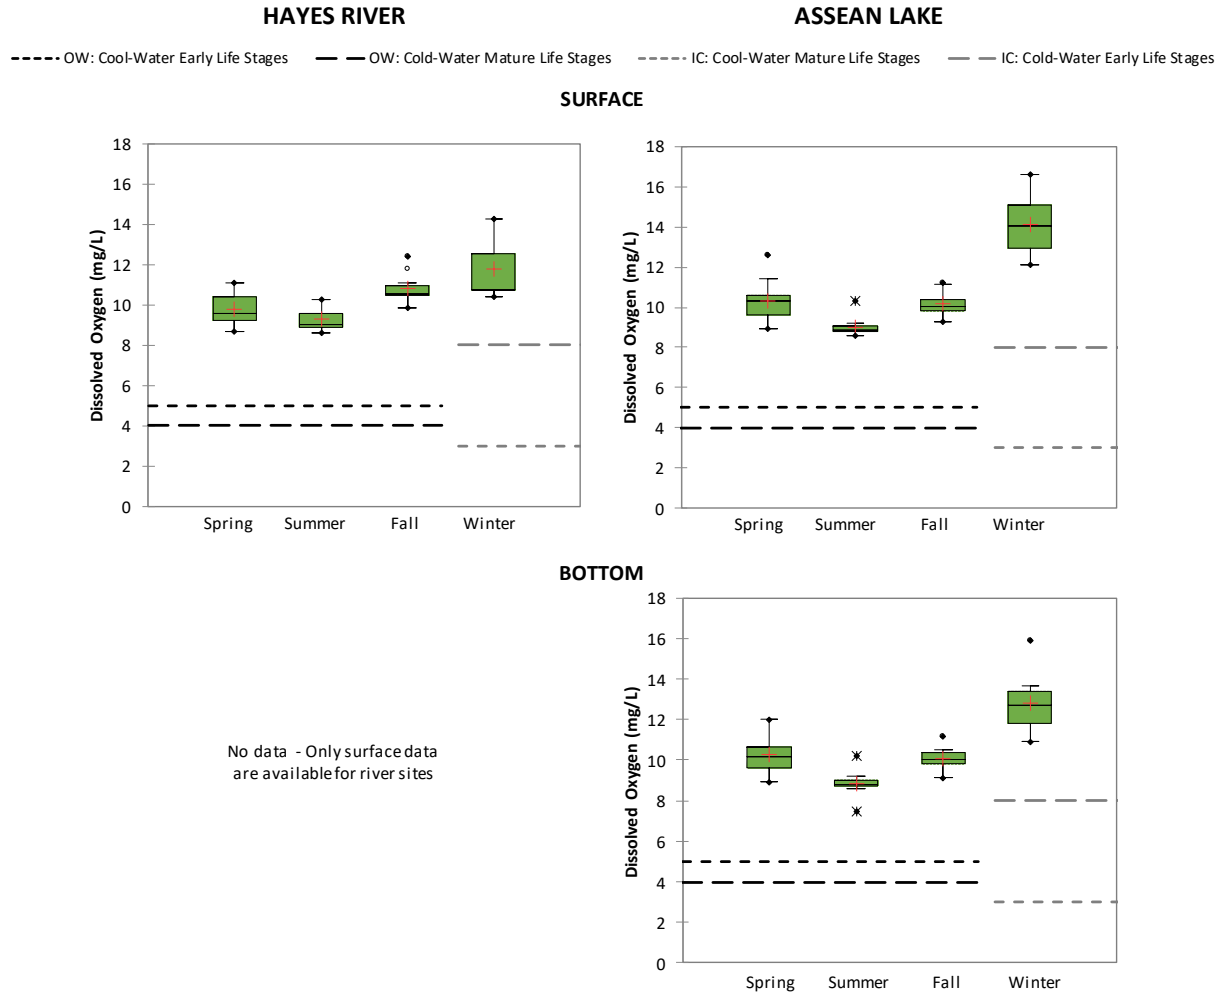 HAYES RIVER
ASSEAN LAKE
OW: Cool-Water Early Life Stages
OW: Cold-Water Mature Life Stages
IC: Cool-Water Mature Life Stages
IC: Cold-Water Early Life Stages
SURFACE
Dissolved Oxygen (mg/L)
18
16
14
12
10
8
6
4
2
0
Spring
Summer
Fall
Winter
Dissolved Oxygen (mg/L)
18
16
14
12
10
8
6
4
2
0
Spring
Summer
Fall
Winter
BOTTOM
No data - Only surface data
are available for river sites
Dissolved Oxygen (mg/L)
18
16
14
12
10
8
6
4
2
0
Spring
Summer
Fall
Winter